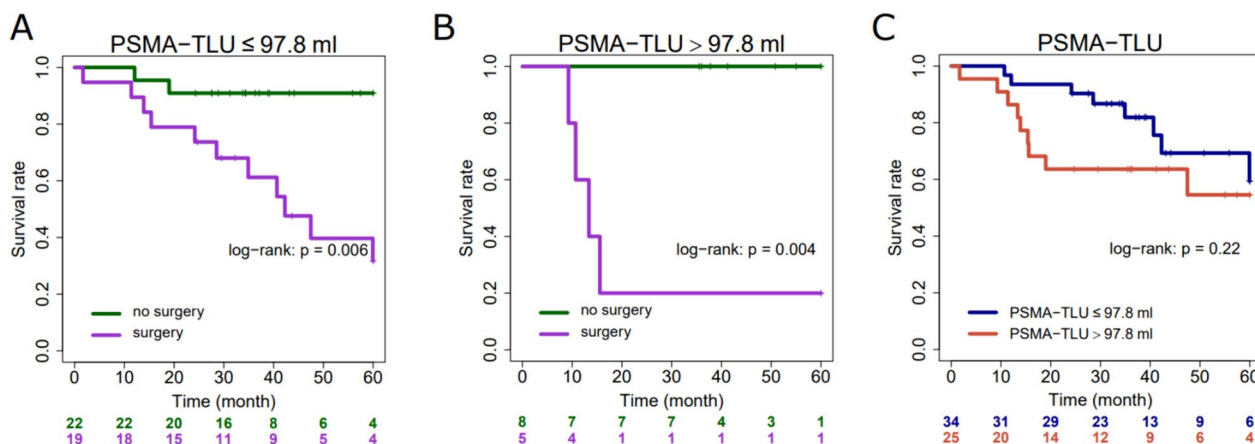 A
PSMA−TLU ≤ 97.8 ml
Survival rate
1.0
0.8
0.6
0.4
0.2
0.0
log−rank: p = 0.006
no surgery
surgery
0 10 20 30 40 50 60
Time (month)
22 22 20 16 8 6 4
19 18 15 11 9 5 4
B
PSMA−TLU > 97.8 ml
Survival rate
1.0
0.8
0.6
0.4
0.2
0.0
log−rank: p = 0.004
no surgery
surgery
0 10 20 30 40 50 60
Time (month)
8 7 7 7 4 3 1
5 4 1 1 1 1 1
C
PSMA−TLU
Survival rate
1.0
0.8
0.6
0.4
0.2
0.0
log−rank: p = 0.22
PSMA−TLU ≤ 97.8 ml
PSMA−TLU > 97.8 ml
0 10 20 30 40 50 60
Time (month)
34 31 29 23 13 9 6
25 20 14 12 9 6 4